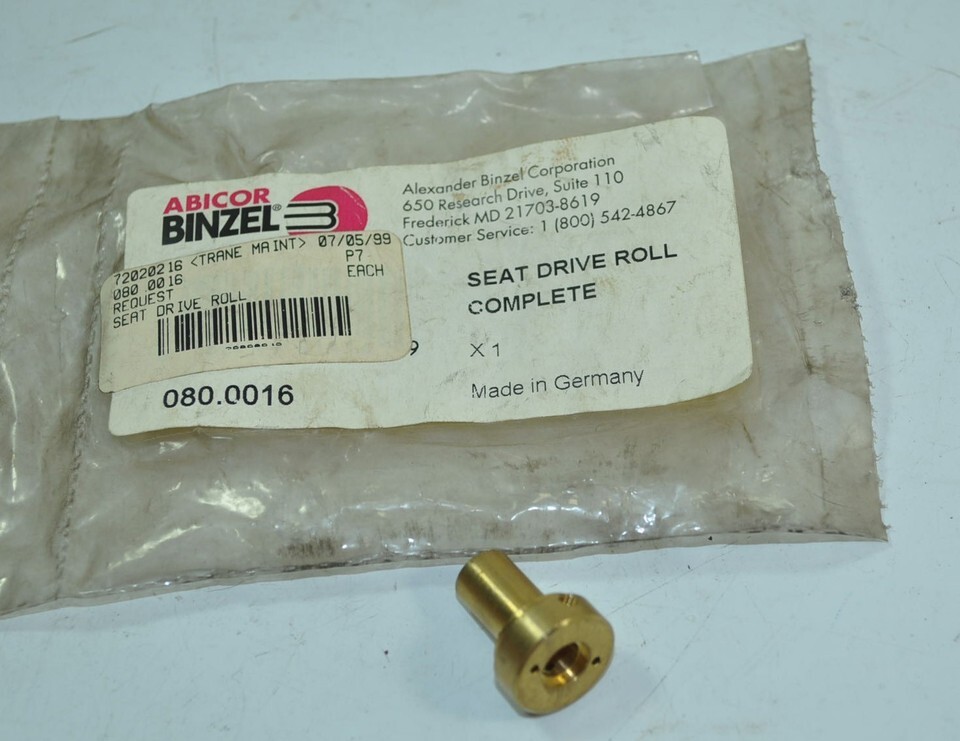 ABICOR
BINZEL®
Alexander Binzel Corporation
650 Research Drive, Suite 110
Frederick MD 21703-8619
Customer Service: 1 (800) 542-4867
72020216 <TRANE MAINT> 07/05/99
080 0016 P7
REQUEST EACH
SEAT DRIVE ROLL
SEAT DRIVE ROLL
COMPLETE
9 X 1
080.0016
Made in Germany